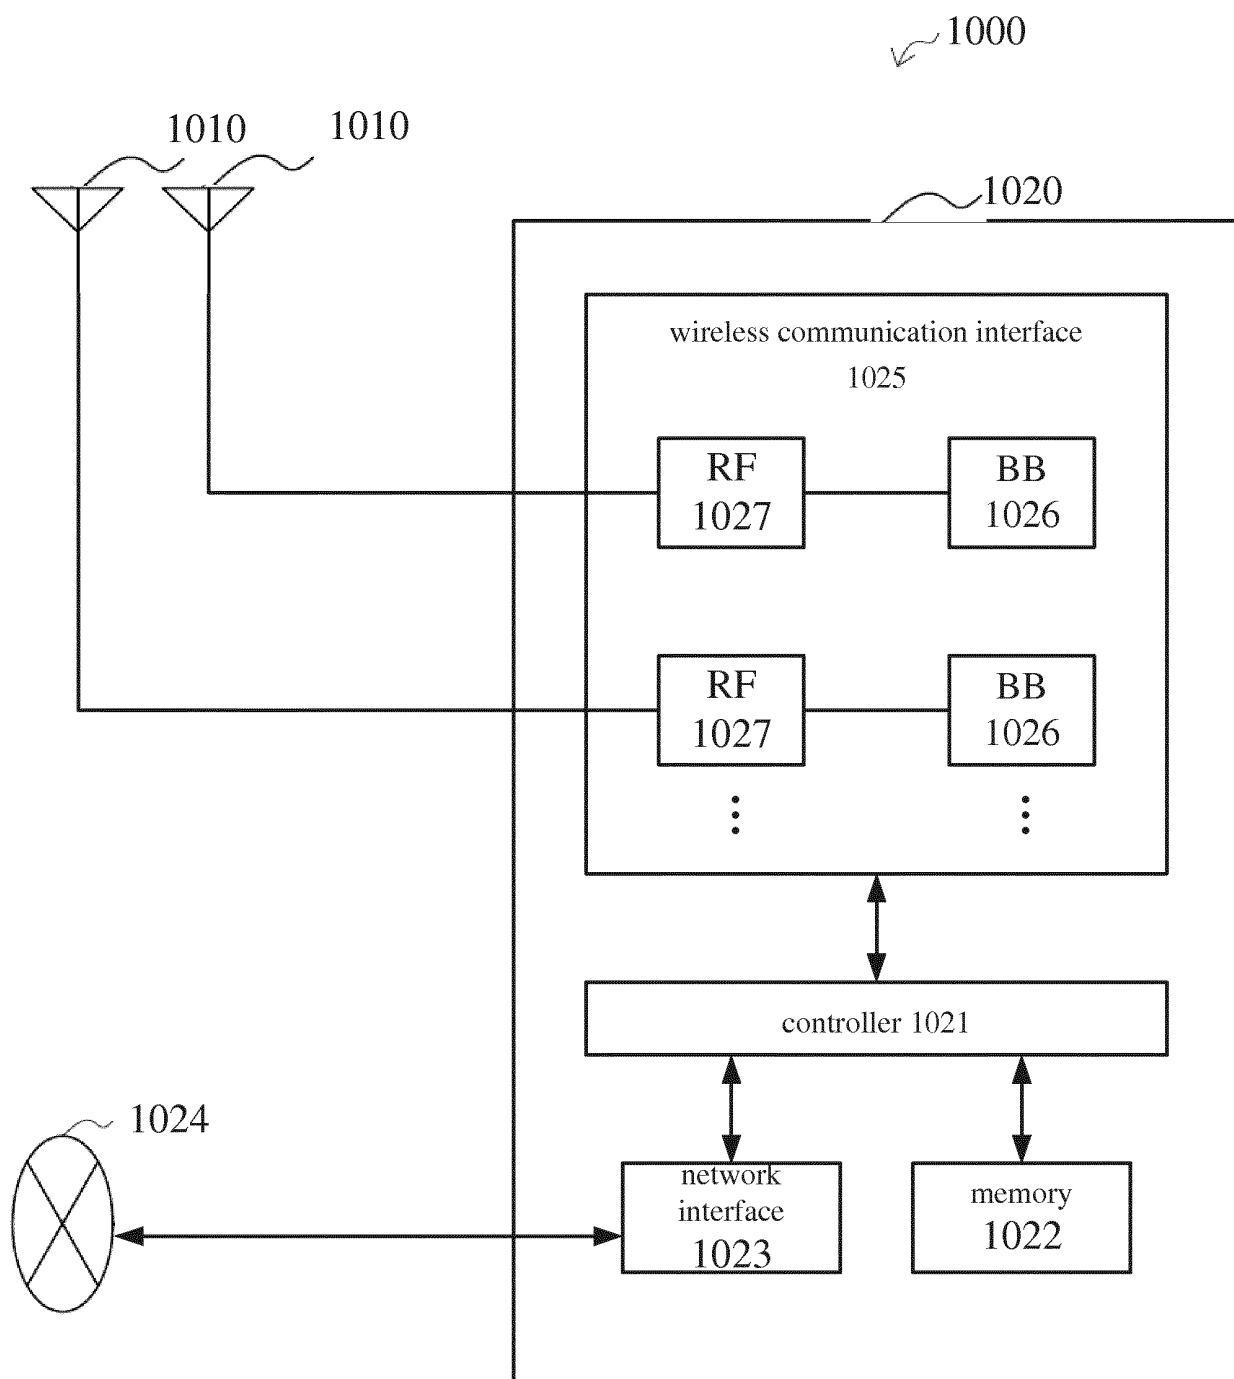 1000
1010
1010
1020
wireless communication interface
1025
RF
1027
BB
1026
RF
1027
BB
1026
controller 1021
1024
network
interface
1023
memory
1022